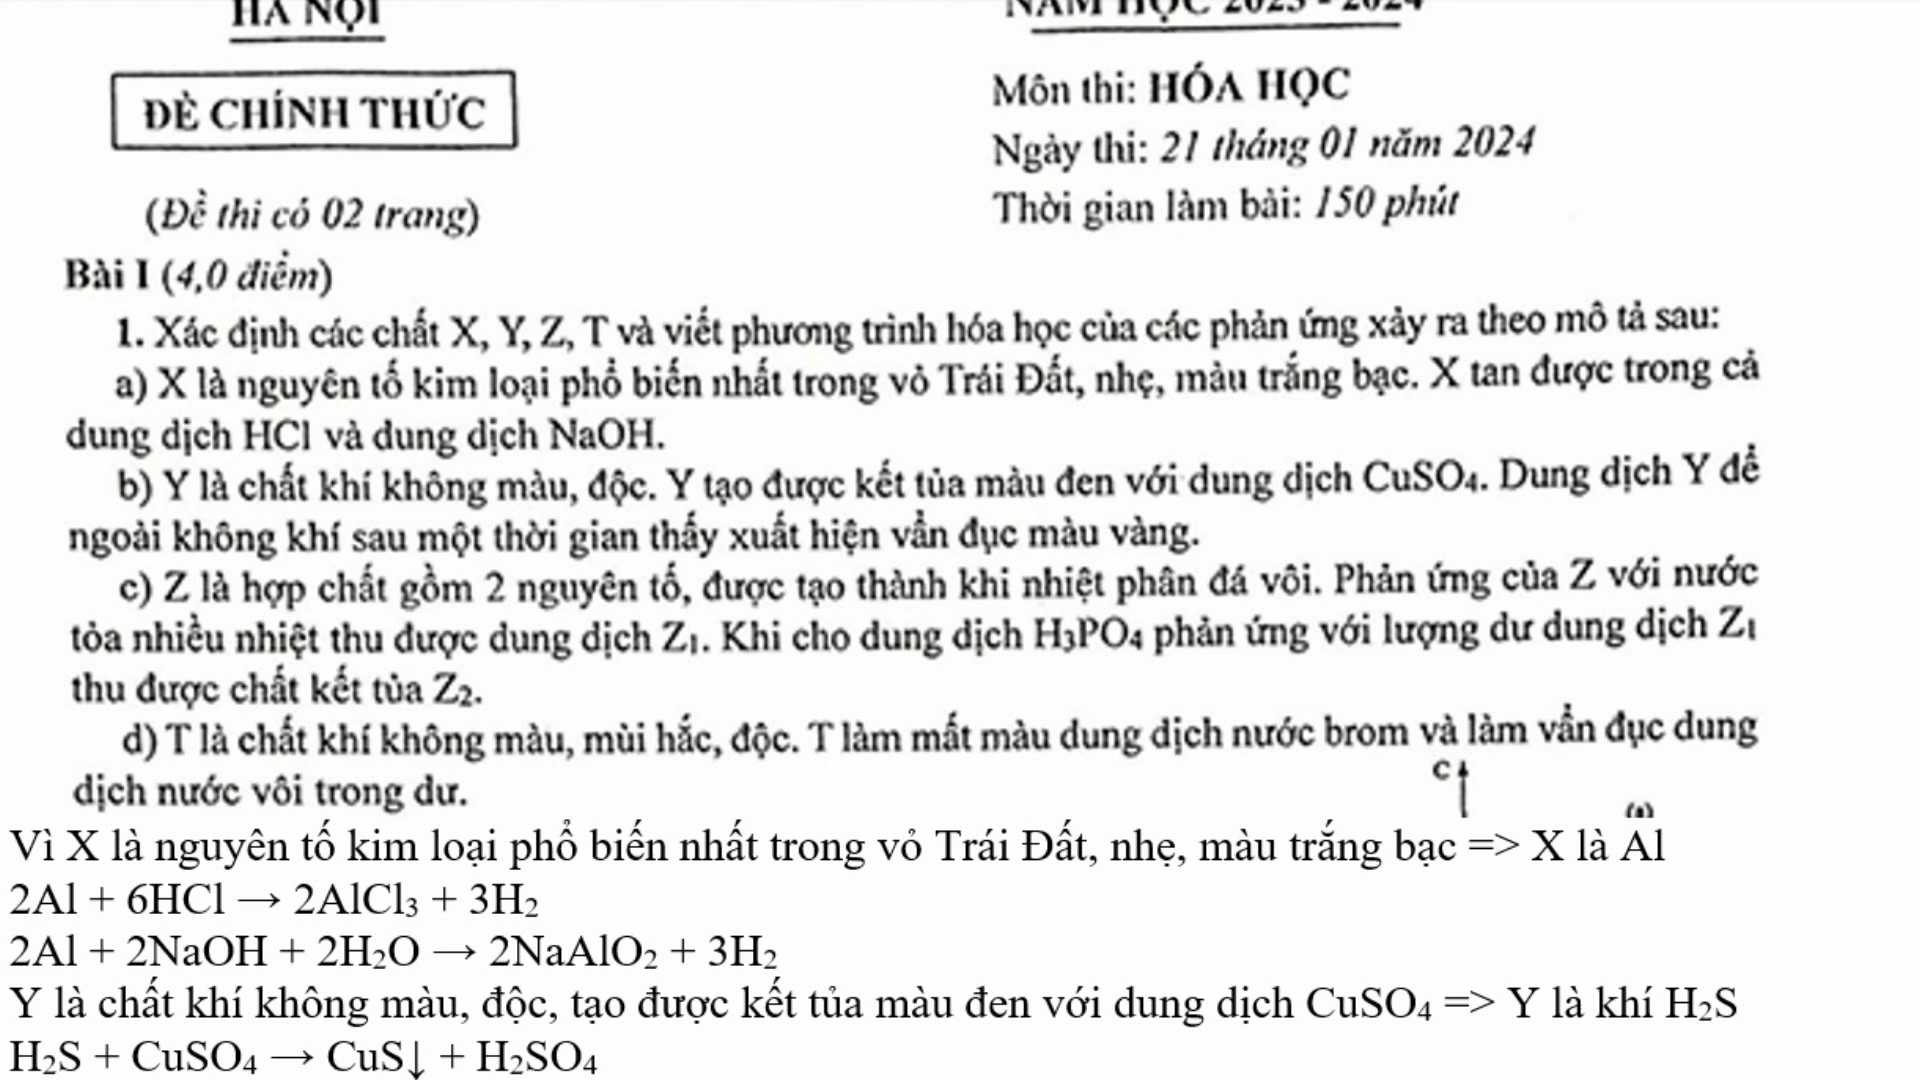 HÀ NỘI
NĂM HỌC 2023 - 2024
ĐỀ CHÍNH THỨC
Môn thi: HÓA HỌC
Ngày thi: 21 tháng 01 năm 2024
(Đề thi có 02 trang)
Thời gian làm bài: 150 phút
Bài I (4,0 điểm)
1. Xác định các chất X, Y, Z, T và viết phương trình hóa học của các phản ứng xảy ra theo mô tả sau:
a) X là nguyên tố kim loại phổ biến nhất trong vỏ Trái Đất, nhẹ, màu trắng bạc. X tan được trong cả
dung dịch HCl và dung dịch NaOH.
b) Y là chất khí không màu, độc. Y tạo được kết tủa màu đen với dung dịch CuSO₄. Dung dịch Y để
ngoài không khí sau một thời gian thấy xuất hiện vẩn đục màu vàng.
c) Z là hợp chất gồm 2 nguyên tố, được tạo thành khi nhiệt phân đá vôi. Phản ứng của Z với nước
tỏa nhiều nhiệt thu được dung dịch Z₁. Khi cho dung dịch H₃PO₄ phản ứng với lượng dư dung dịch Z₁
thu được chất kết tủa Z₂.
d) T là chất khí không màu, mùi hắc, độc. T làm mất màu dung dịch nước brom và làm vẩn đục dung
dịch nước vôi trong dư.
C
(a)
Vì X là nguyên tố kim loại phổ biến nhất trong vỏ Trái Đất, nhẹ, màu trắng bạc => X là Al
2Al + 6HCl → 2AlCl₃ + 3H₂
2Al + 2NaOH + 2H₂O → 2NaAlO₂ + 3H₂
Y là chất khí không màu, độc, tạo được kết tủa màu đen với dung dịch CuSO₄ => Y là khí H₂S
H₂S + CuSO₄ → CuS↓ + H₂SO₄